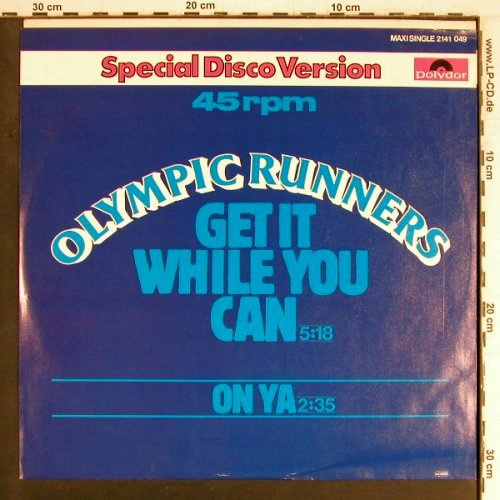 30 cm
20 cm
10 cm
MAXI SINGLE 2141 049
Special Disco Version
polydor
45 rpm
OLYMPIC RUNNERS
GET IT
WHILE YOU
CAN 5:18
ON YA 2:35
www.LP-CD.de
10 cm
20 cm
30 cm